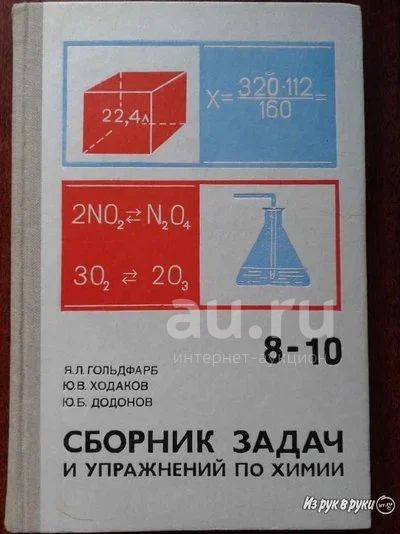 22,4л
X = 320·112 / 160 =
2NO₂ ⇄ N₂O₄
3O₂ ⇄ 2O₃
au.ru
интернет-аукцион
8-10
Я.Л. ГОЛЬДФАРБ
Ю.В. ХОДАКОВ
Ю.Б. ДОДОНОВ
СБОРНИК ЗАДАЧ
И УПРАЖНЕНИЙ ПО ХИМИИ
Из рук в руки